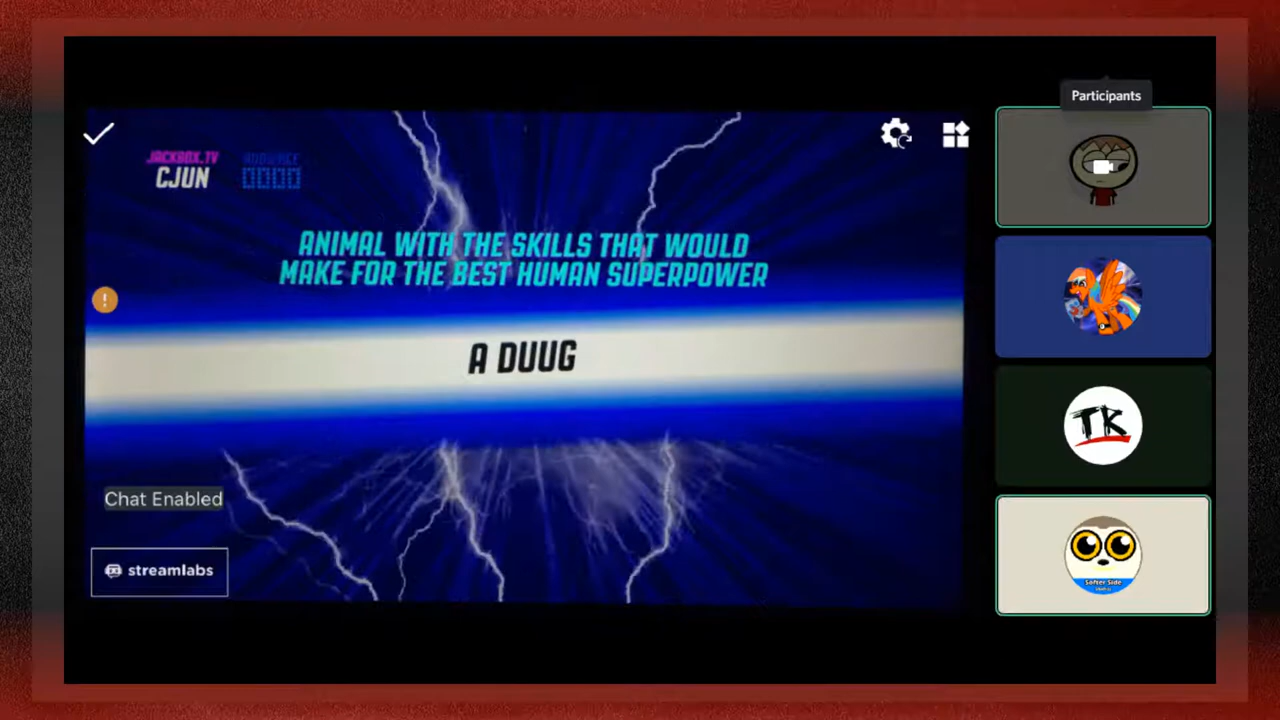 Participants
JACKBOX.TV
CJUN
AUDIENCE
0000
ANIMAL WITH THE SKILLS THAT WOULD
MAKE FOR THE BEST HUMAN SUPERPOWER
!
A DUUG
TK
Chat Enabled
streamlabs
Softer Side